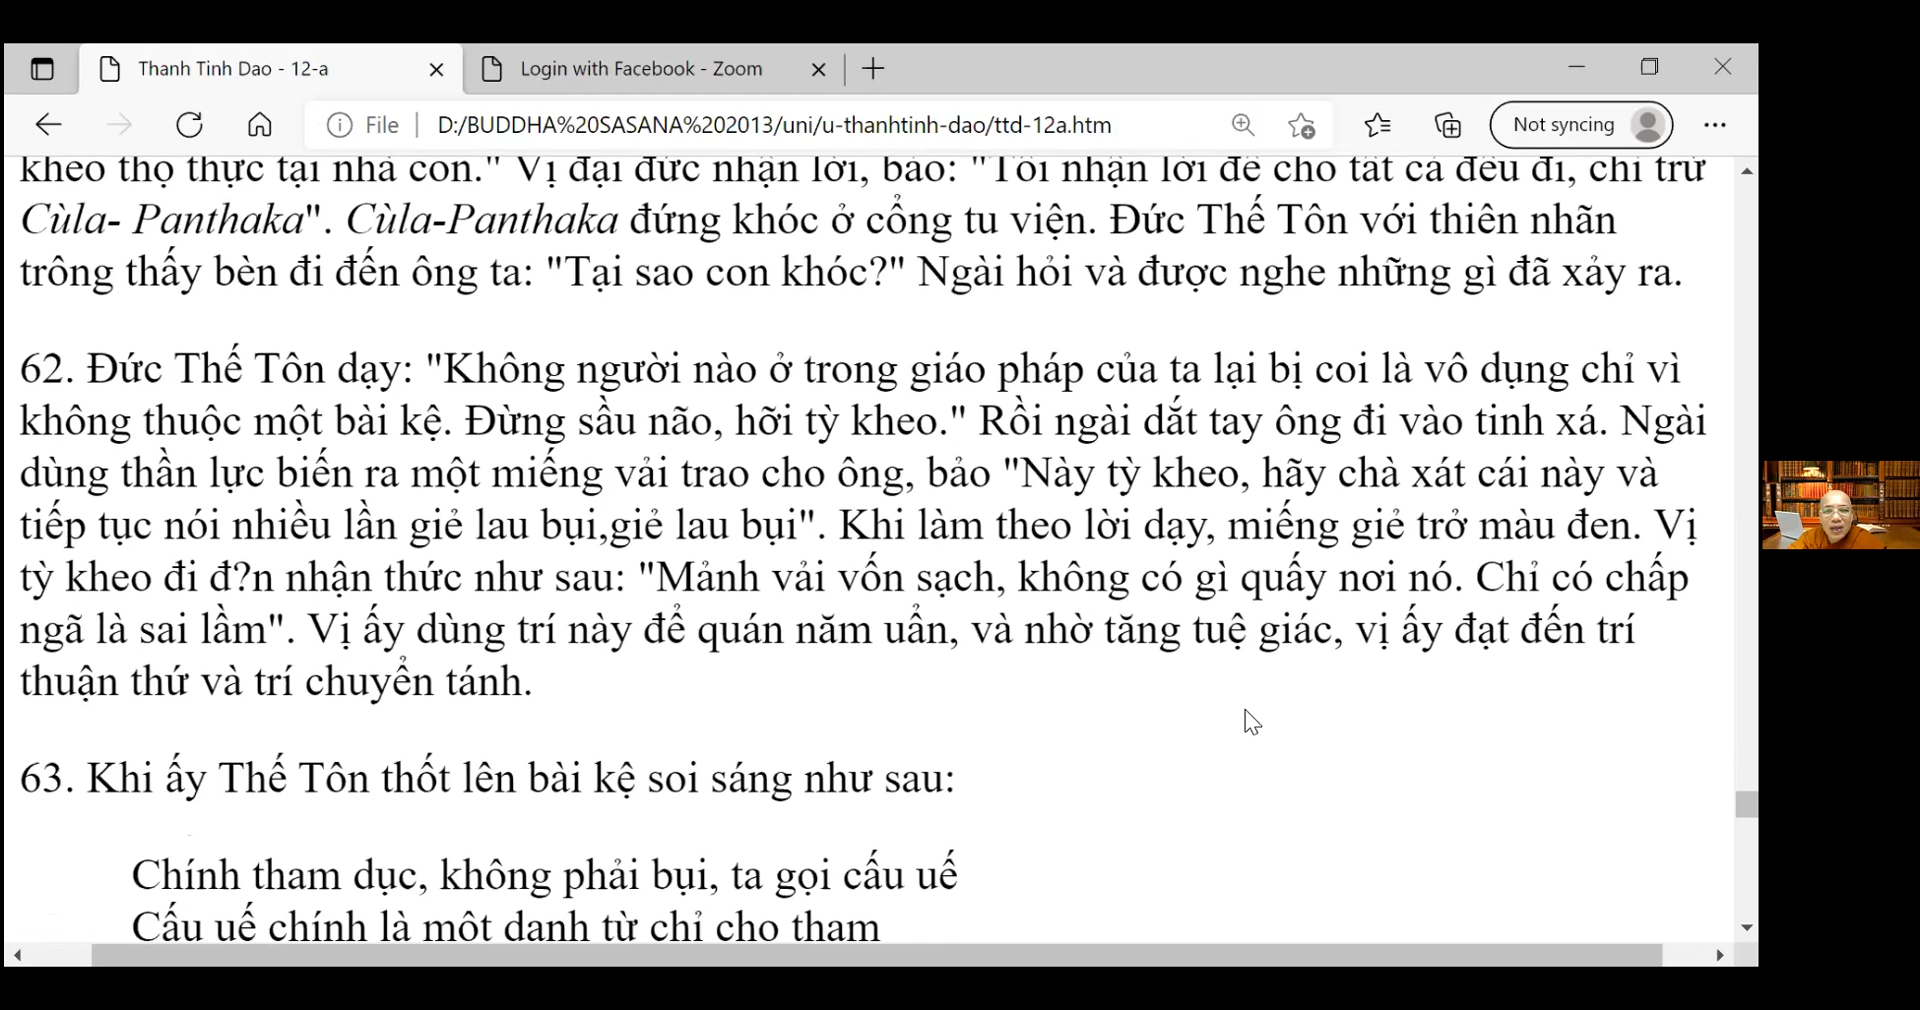 Thanh Tinh Dao - 12-a
Login with Facebook - Zoom
File
D:/BUDDHA%20SASANA%202013/uni/u-thanhtinh-dao/ttd-12a.htm
Not syncing
kheo thọ thực tại nhà con." Vị đại đức nhận lời, bảo: "Tôi nhận lời để cho tất cả đều đi, chỉ trừ
Cùla- Panthaka". Cùla-Panthaka đứng khóc ở cổng tu viện. Đức Thế Tôn với thiên nhãn
trông thấy bèn đi đến ông ta: "Tại sao con khóc?" Ngài hỏi và được nghe những gì đã xảy ra.
62. Đức Thế Tôn dạy: "Không người nào ở trong giáo pháp của ta lại bị coi là vô dụng chỉ vì
không thuộc một bài kệ. Đừng sầu não, hỡi tỳ kheo." Rồi ngài dắt tay ông đi vào tinh xá. Ngài
dùng thần lực biến ra một miếng vải trao cho ông, bảo "Này tỳ kheo, hãy chà xát cái này và
tiếp tục nói nhiều lần giẻ lau bụi,giẻ lau bụi". Khi làm theo lời dạy, miếng giẻ trở màu đen. Vị
tỳ kheo đi đ?n nhận thức như sau: "Mảnh vải vốn sạch, không có gì quấy nơi nó. Chỉ có chấp
ngã là sai lầm". Vị ấy dùng trí này để quán năm uẩn, và nhờ tăng tuệ giác, vị ấy đạt đến trí
thuận thứ và trí chuyển tánh.
63. Khi ấy Thế Tôn thốt lên bài kệ soi sáng như sau:
Chính tham dục, không phải bụi, ta gọi cấu uế
Cấu uế chính là một danh từ chỉ cho tham